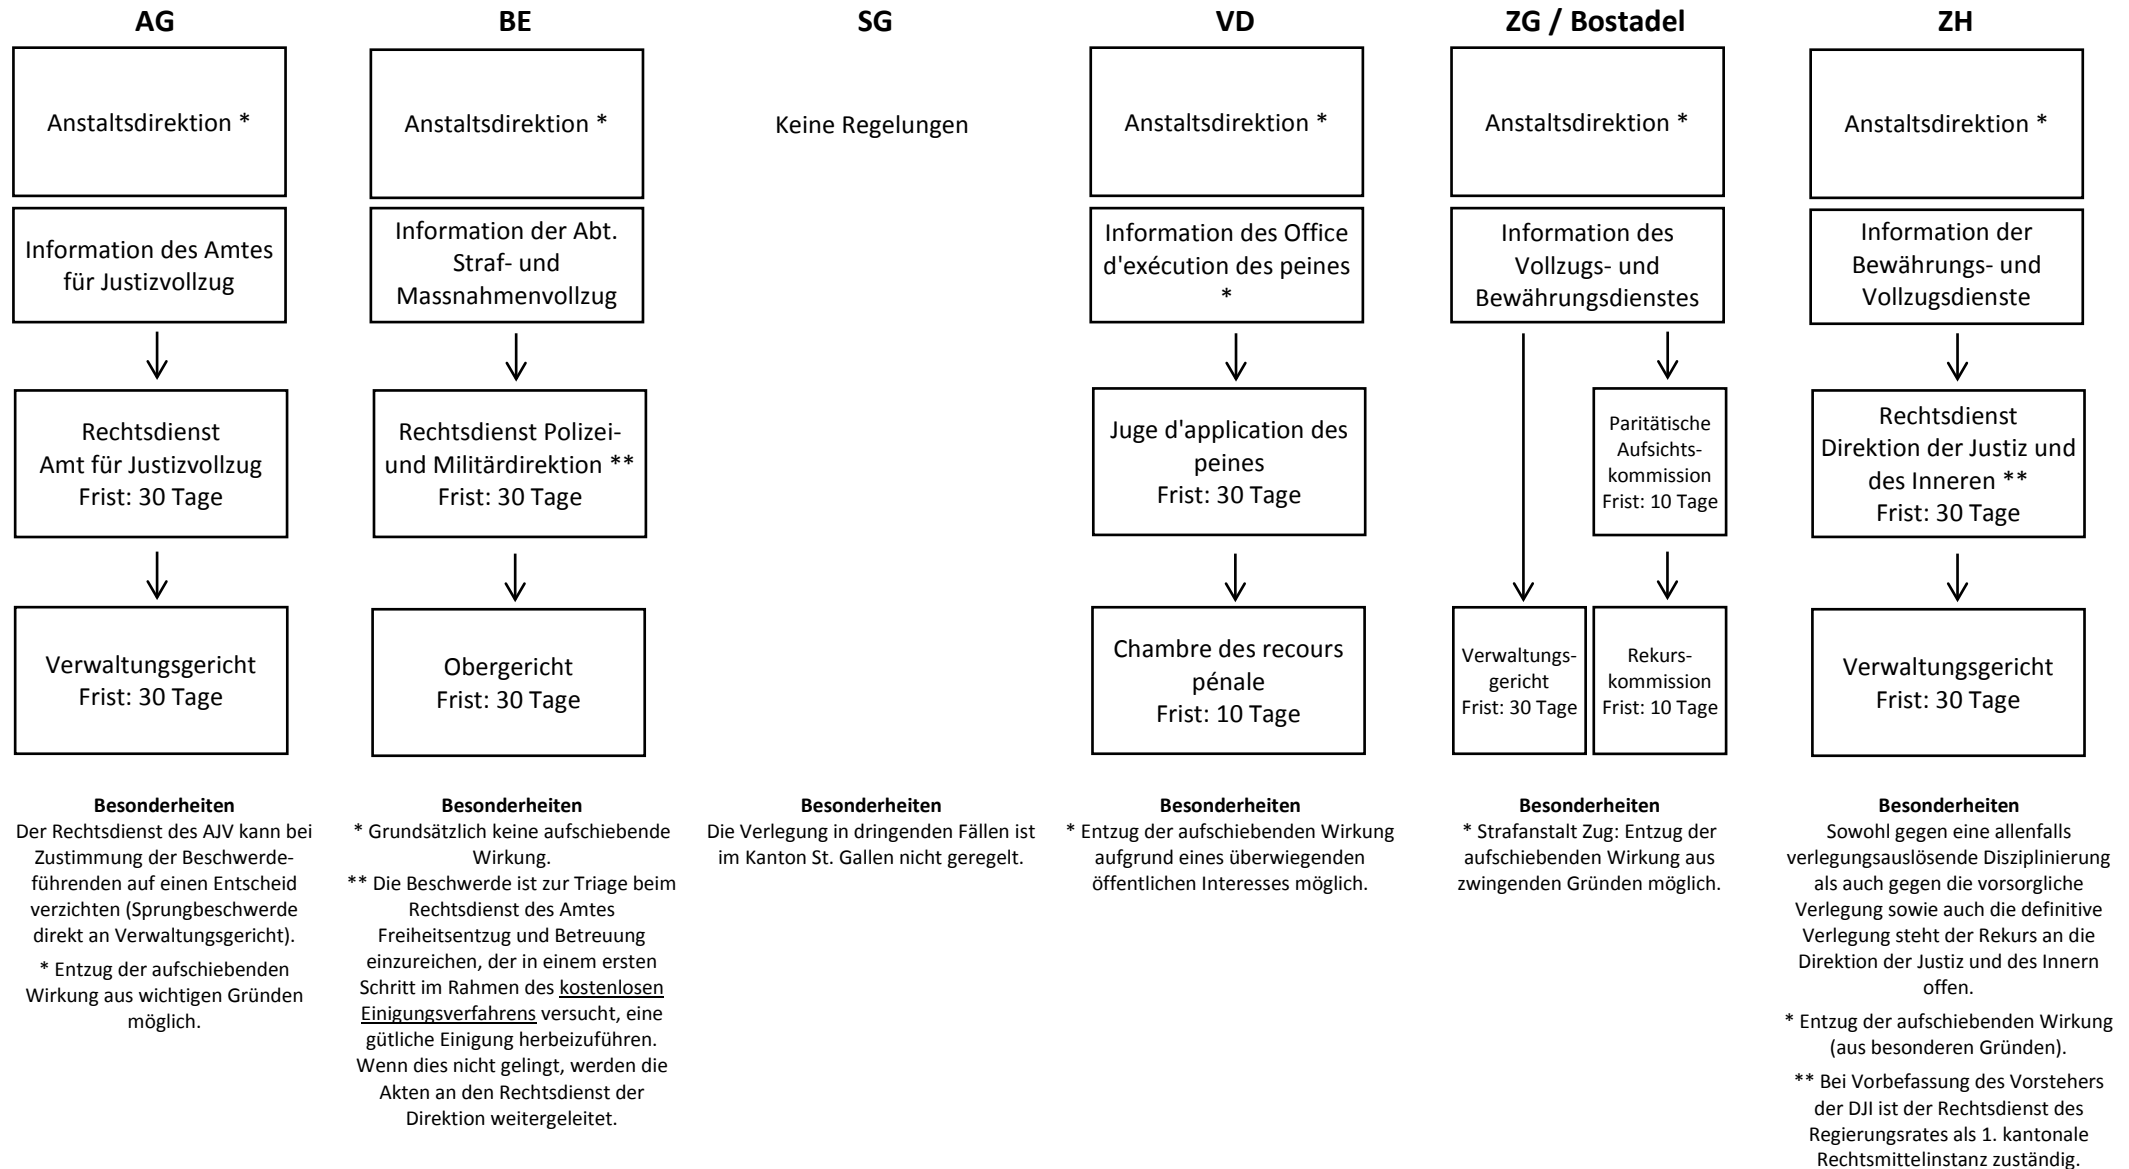 AG
Anstaltsdirektion *
Information des Amtes
für Justizvollzug
Rechtsdienst
Amt für Justizvollzug
Frist: 30 Tage
Verwaltungsgericht
Frist: 30 Tage
Besonderheiten
Der Rechtsdienst des AJV kann bei
Zustimmung der Beschwerde-
führenden auf einen Entscheid
verzichten (Sprungbeschwerde
direkt an Verwaltungsgericht).
* Entzug der aufschiebenden
Wirkung aus wichtigen Gründen
möglich.
BE
Anstaltsdirektion *
Information der Abt.
Straf- und
Massnahmenvollzug
Rechtsdienst Polizei-
und Militärdirektion **
Frist: 30 Tage
Obergericht
Frist: 30 Tage
Besonderheiten
* Grundsätzlich keine aufschiebende
Wirkung.
** Die Beschwerde ist zur Triage beim
Rechtsdienst des Amtes
Freiheitsentzug und Betreuung
einzureichen, der in einem ersten
Schritt im Rahmen des kostenlosen
Einigungsverfahrens versucht, eine
gütliche Einigung herbeizuführen.
Wenn dies nicht gelingt, werden die
Akten an den Rechtsdienst der
Direktion weitergeleitet.
SG
Keine Regelungen
Besonderheiten
Die Verlegung in dringenden Fällen ist
im Kanton St. Gallen nicht geregelt.
VD
Anstaltsdirektion *
Information des Office
d'exécution des peines
*
Juge d'application des
peines
Frist: 30 Tage
Chambre des recours
pénale
Frist: 10 Tage
Besonderheiten
* Entzug der aufschiebenden Wirkung
aufgrund eines überwiegenden
öffentlichen Interesses möglich.
ZG / Bostadel
Anstaltsdirektion *
Information des
Vollzugs- und
Bewährungsdienstes
Paritätische
Aufsichts-
kommission
Frist: 10 Tage
Verwaltungs-
gericht
Frist: 30 Tage
Rekurs-
kommission
Frist: 10 Tage
Besonderheiten
* Strafanstalt Zug: Entzug der
aufschiebenden Wirkung aus
zwingenden Gründen möglich.
ZH
Anstaltsdirektion *
Information der
Bewährungs- und
Vollzugsdienste
Rechtsdienst
Direktion der Justiz und
des Inneren **
Frist: 30 Tage
Verwaltungsgericht
Frist: 30 Tage
Besonderheiten
Sowohl gegen eine allenfalls
verlegungsauslösende Disziplinierung
als auch gegen die vorsorgliche
Verlegung sowie auch die definitive
Verlegung steht der Rekurs an die
Direktion der Justiz und des Innern
offen.
* Entzug der aufschiebenden Wirkung
(aus besonderen Gründen).
** Bei Vorbefassung des Vorstehers
der DJI ist der Rechtsdienst des
Regierungsrates als 1. kantonale
Rechtsmittelinstanz zuständig.